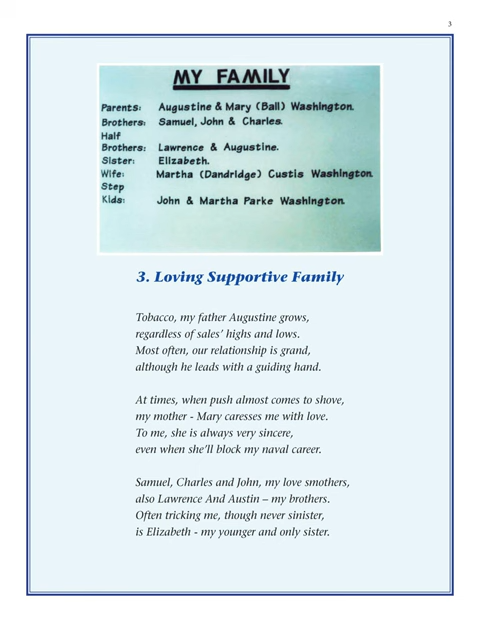 3
MY FAMILY
Parents: Augustine & Mary (Ball) Washington.
Brothers: Samuel, John & Charles.
Half
Brothers: Lawrence & Augustine.
Sister: Elizabeth.
Wife: Martha (Dandridge) Custis Washington.
Step
Kids: John & Martha Parke Washington.
3. Loving Supportive Family
Tobacco, my father Augustine grows,
regardless of sales' highs and lows.
Most often, our relationship is grand,
although he leads with a guiding hand.
At times, when push almost comes to shove,
my mother - Mary caresses me with love.
To me, she is always very sincere,
even when she'll block my naval career.
Samuel, Charles and John, my love smothers,
also Lawrence And Austin – my brothers.
Often tricking me, though never sinister,
is Elizabeth - my younger and only sister.